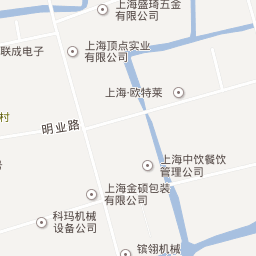 上海盛琦五金
有限公司
联成电子
上海顶点实业
有限公司
上海·欧特莱
村
明业路
号
上海中饮餐饮
管理公司
上海金硕包装
有限公司
科玛机械
设备公司
镔翎机械